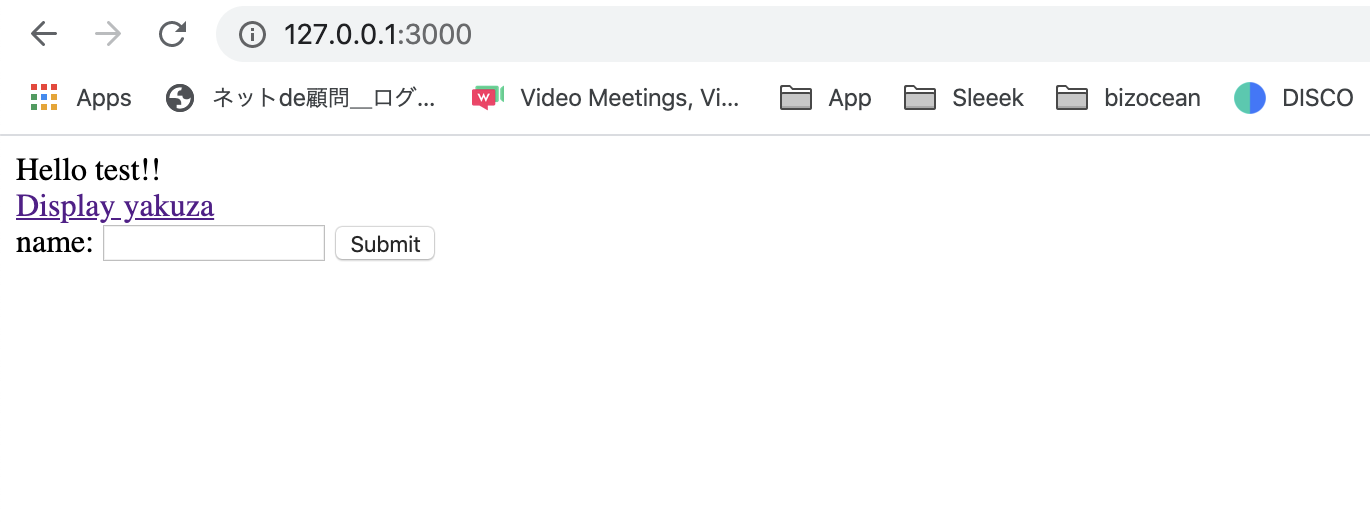 127.0.0.1:3000
Apps ネットde顧問__ログ... Video Meetings, Vi... App Sleeek bizocean DISCO
Hello test!!
Display yakuza
name: Submit